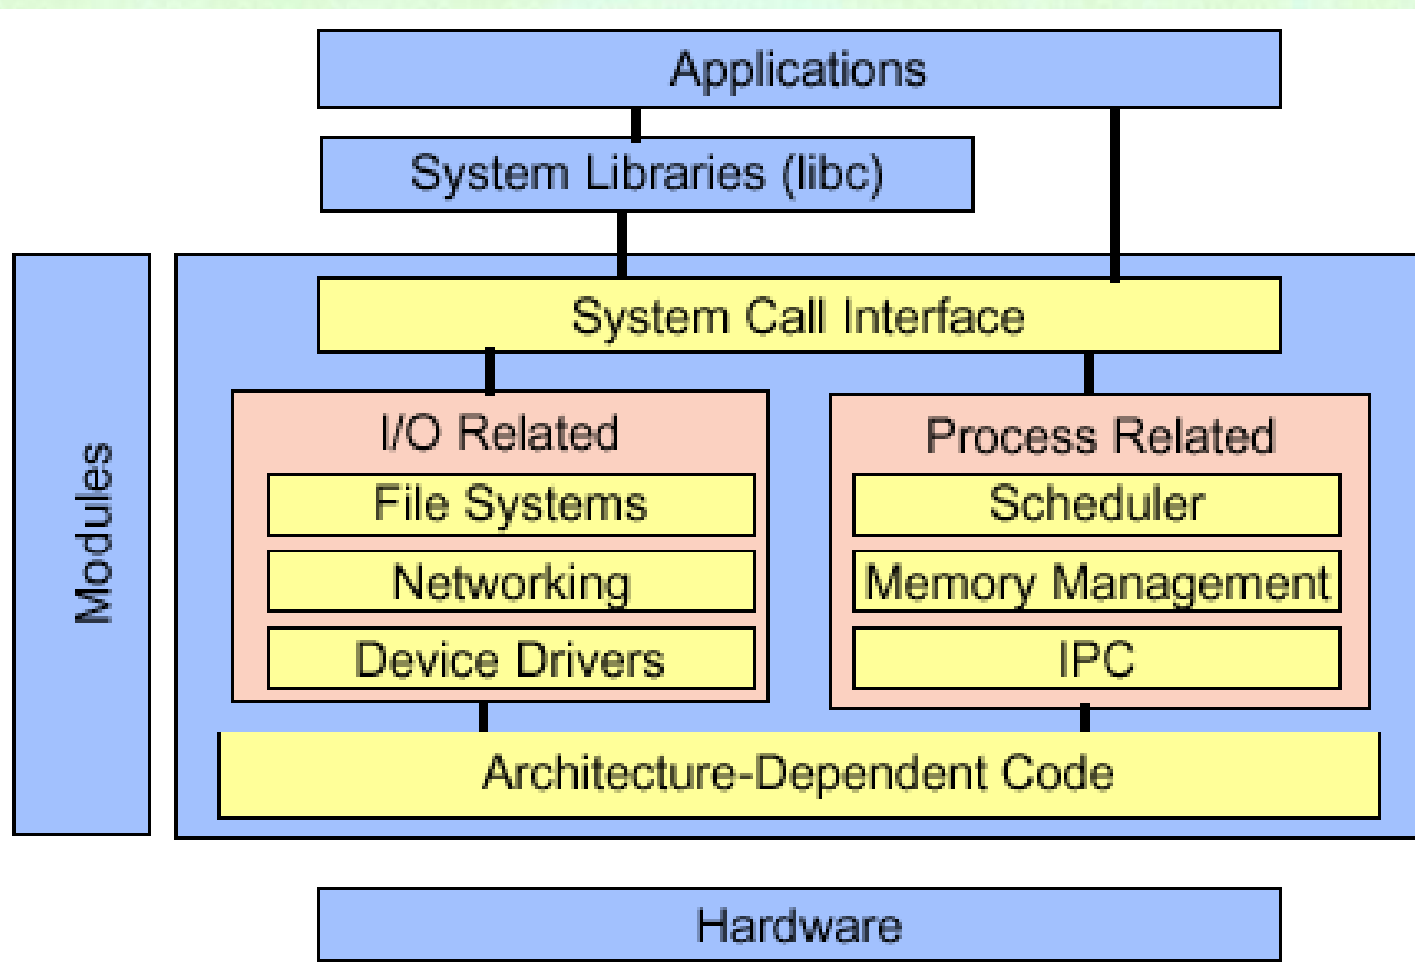 Applications
System Libraries (libc)
System Call Interface
Modules
I/O Related
File Systems
Networking
Device Drivers
Process Related
Scheduler
Memory Management
IPC
Architecture-Dependent Code
Hardware